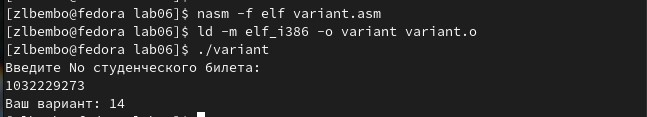 [zlbembo@fedora lab06]$ nasm -f elf variant.asm
[zlbembo@fedora lab06]$ ld -m elf_i386 -o variant variant.o
[zlbembo@fedora lab06]$ ./variant
Введите No студенческого билета:
1032229273
Ваш вариант: 14